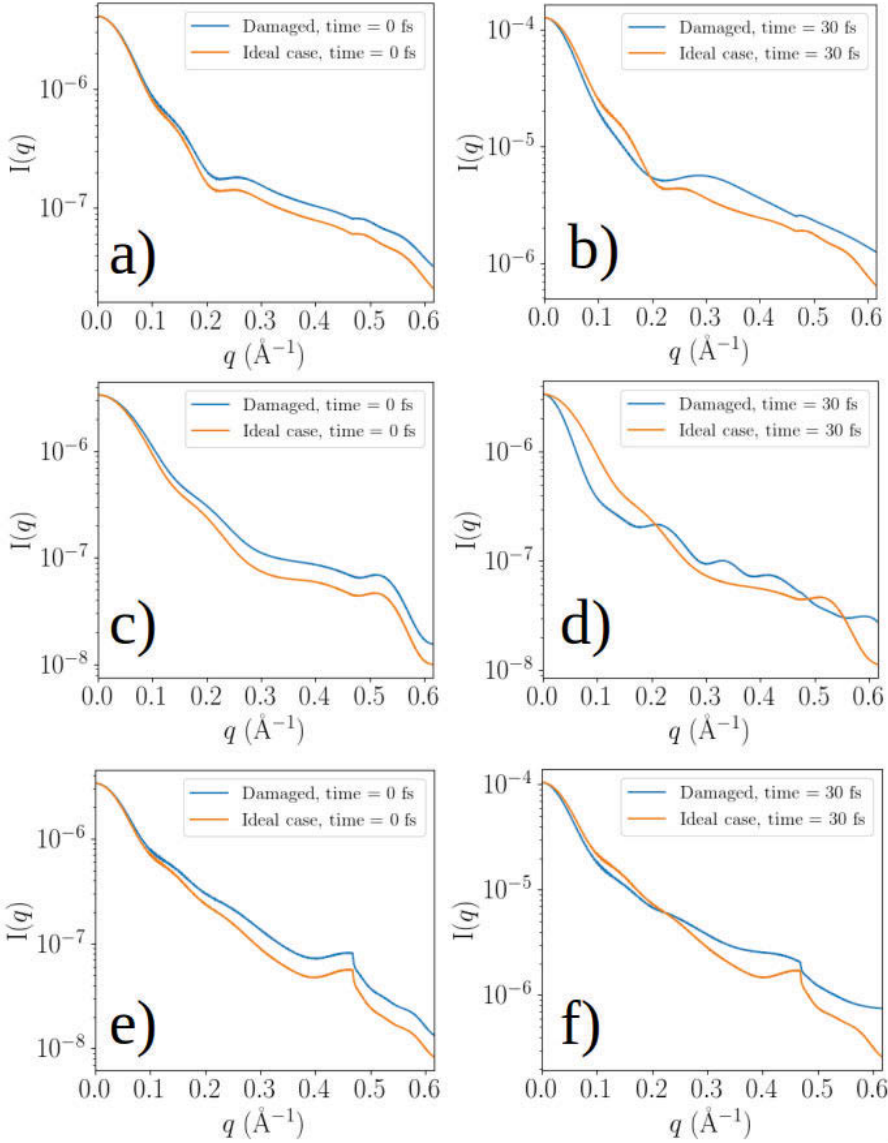 Damaged, time = 0 fs
Ideal case, time = 0 fs
10⁻⁶
10⁻⁷
I(q)
a)
0.0 0.1 0.2 0.3 0.4 0.5 0.6
q (Å⁻¹)
Damaged, time = 30 fs
Ideal case, time = 30 fs
10⁻⁴
10⁻⁵
10⁻⁶
I(q)
b)
0.0 0.1 0.2 0.3 0.4 0.5 0.6
q (Å⁻¹)
Damaged, time = 0 fs
Ideal case, time = 0 fs
10⁻⁶
10⁻⁷
10⁻⁸
I(q)
c)
0.0 0.1 0.2 0.3 0.4 0.5 0.6
q (Å⁻¹)
Damaged, time = 30 fs
Ideal case, time = 30 fs
10⁻⁶
10⁻⁷
10⁻⁸
I(q)
d)
0.0 0.1 0.2 0.3 0.4 0.5 0.6
q (Å⁻¹)
Damaged, time = 0 fs
Ideal case, time = 0 fs
10⁻⁶
10⁻⁷
10⁻⁸
I(q)
e)
0.0 0.1 0.2 0.3 0.4 0.5 0.6
q (Å⁻¹)
Damaged, time = 30 fs
Ideal case, time = 30 fs
10⁻⁴
10⁻⁵
10⁻⁶
I(q)
f)
0.0 0.1 0.2 0.3 0.4 0.5 0.6
q (Å⁻¹)